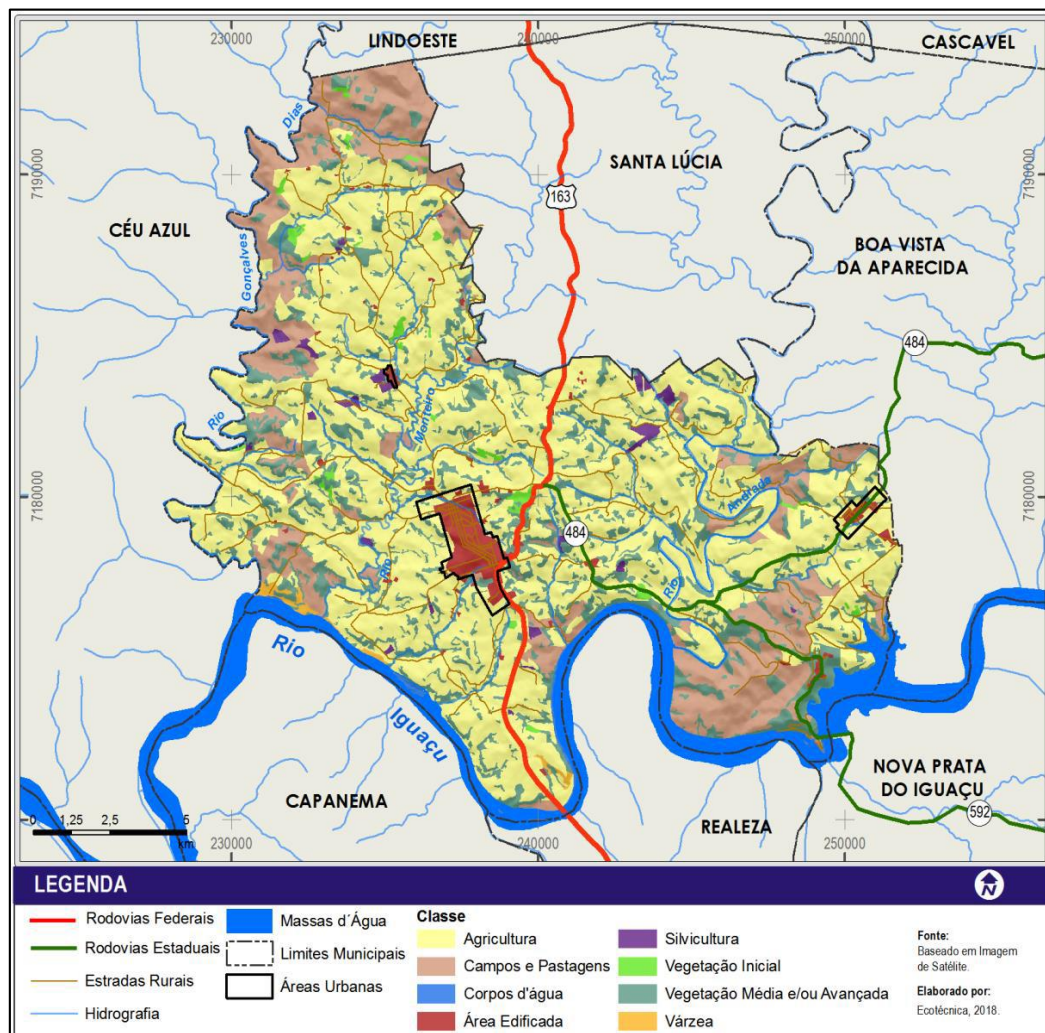 230000
240000
250000
LINDOESTE
CASCAVEL
Dias
SANTA LÚCIA
7190000
7190000
163
CÉU AZUL
Gonçalves
BOA VISTA
DA APARECIDA
484
Monteiro
Rio
Andrada
7180000
7180000
484
Rio
Rio
Rio
Iguaçu
NOVA PRATA
DO IGUAÇU
CAPANEMA
REALEZA
592
0 1,25 2,5 5
km
230000
240000
250000
LEGENDA
N
Rodovias Federais
Rodovias Estaduais
Estradas Rurais
Hidrografia
Massas d´Água
Limites Municipais
Áreas Urbanas
Classe
Agricultura
Campos e Pastagens
Corpos d'água
Área Edificada
Silvicultura
Vegetação Inicial
Vegetação Média e/ou Avançada
Várzea
Fonte:
Baseado em Imagem
de Satélite.
Elaborado por:
Ecotécnica, 2018.